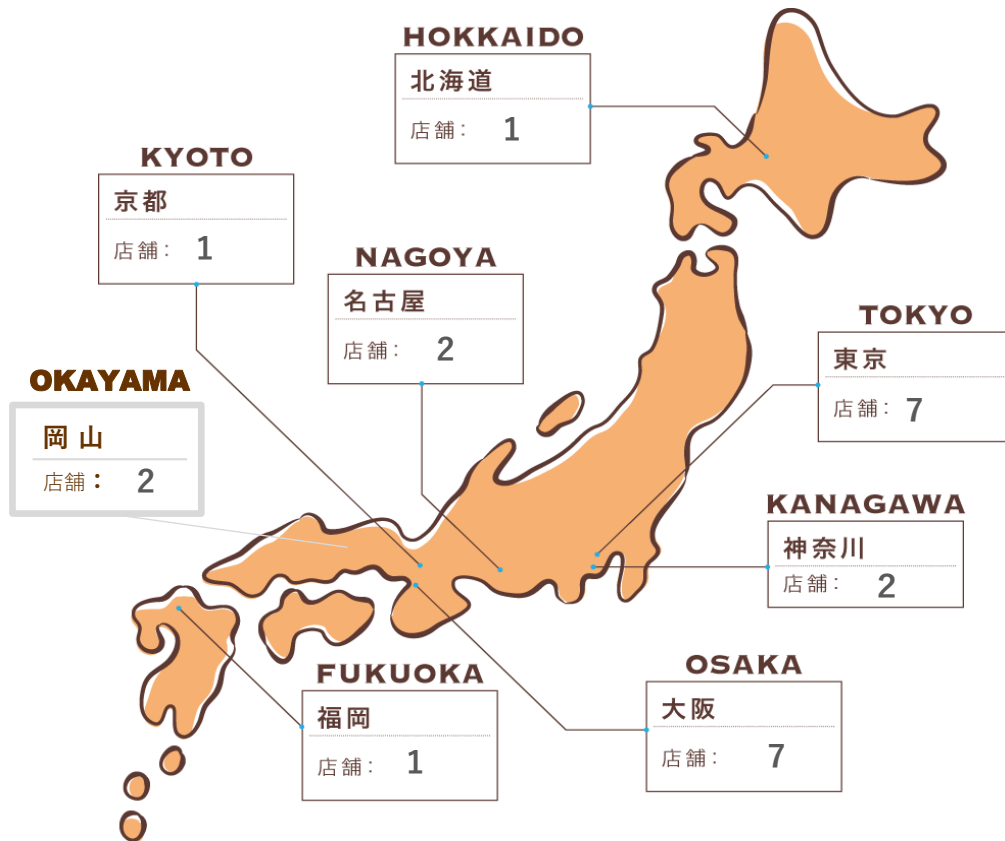 HOKKAIDO
北海道
店舗： 1
KYOTO
京都
店舗： 1
NAGOYA
名古屋
店舗： 2
TOKYO
東京
店舗： 7
OKAYAMA
岡山
店舗： 2
KANAGAWA
神奈川
店舗： 2
FUKUOKA
福岡
店舗： 1
OSAKA
大阪
店舗： 7